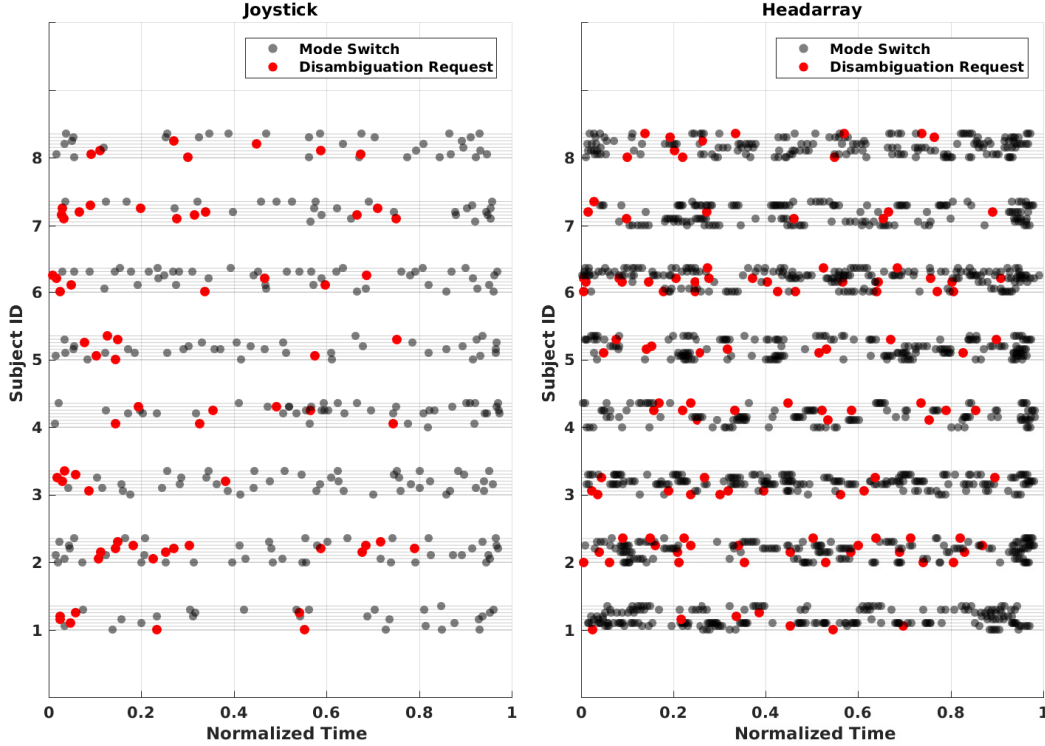 Joystick
Mode Switch
Disambiguation Request
8
7
6
5
4
3
2
1
Subject ID
0
0.2
0.4
0.6
0.8
1
Normalized Time
Headarray
Mode Switch
Disambiguation Request
8
7
6
5
4
3
2
1
Subject ID
0
0.2
0.4
0.6
0.8
1
Normalized Time